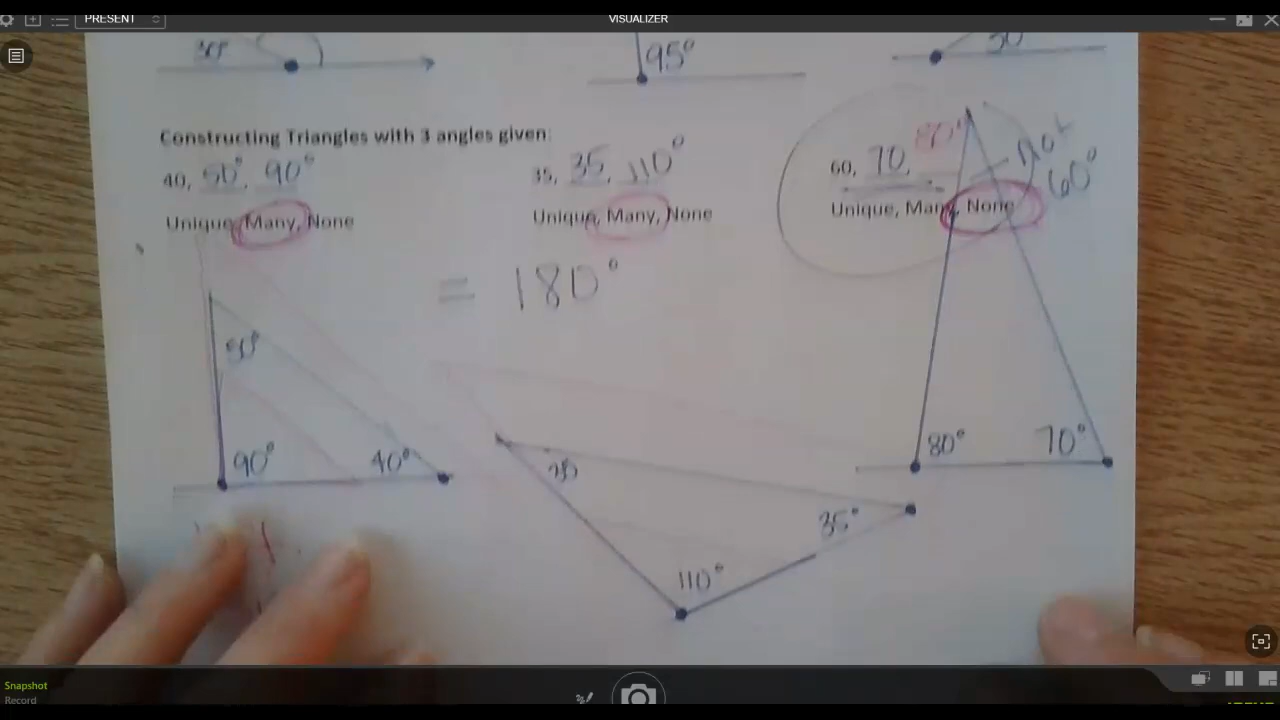 PRESENT
VISUALIZER
30°
95°
50
Constructing Triangles with 3 angles given:
40, 50°, 90°
35, 35, 110°
60, 70, 80°
not 60°
Unique, Many, None
Unique, Many, None
Unique, Many, None
= 180°
50°
90°
40°
35
35°
110°
80°
70°
Snapshot
Record